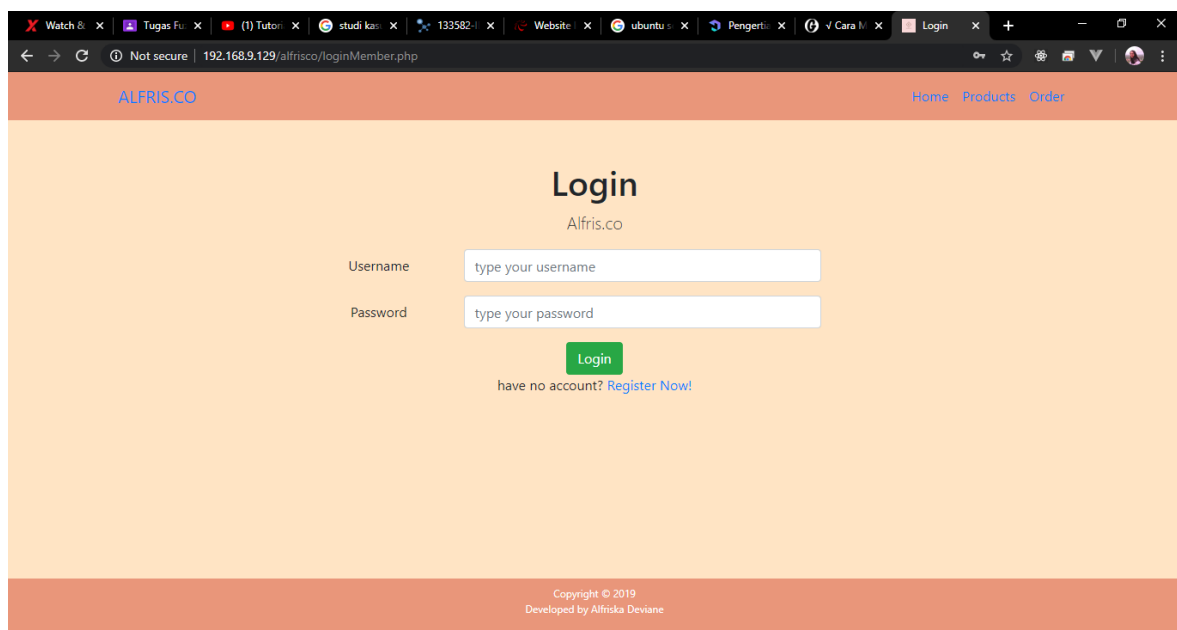 Watch & Tugas Fu (1) Tutori studi kas 133582- Website ubuntu s Pengertia √ Cara M Login
Not secure | 192.168.9.129/alfrisco/loginMember.php
ALFRIS.CO Home Products Order
Login
Alfris.co
Username type your username
Password type your password
Login
have no account? Register Now!
Copyright © 2019
Developed by Alfriska Deviane